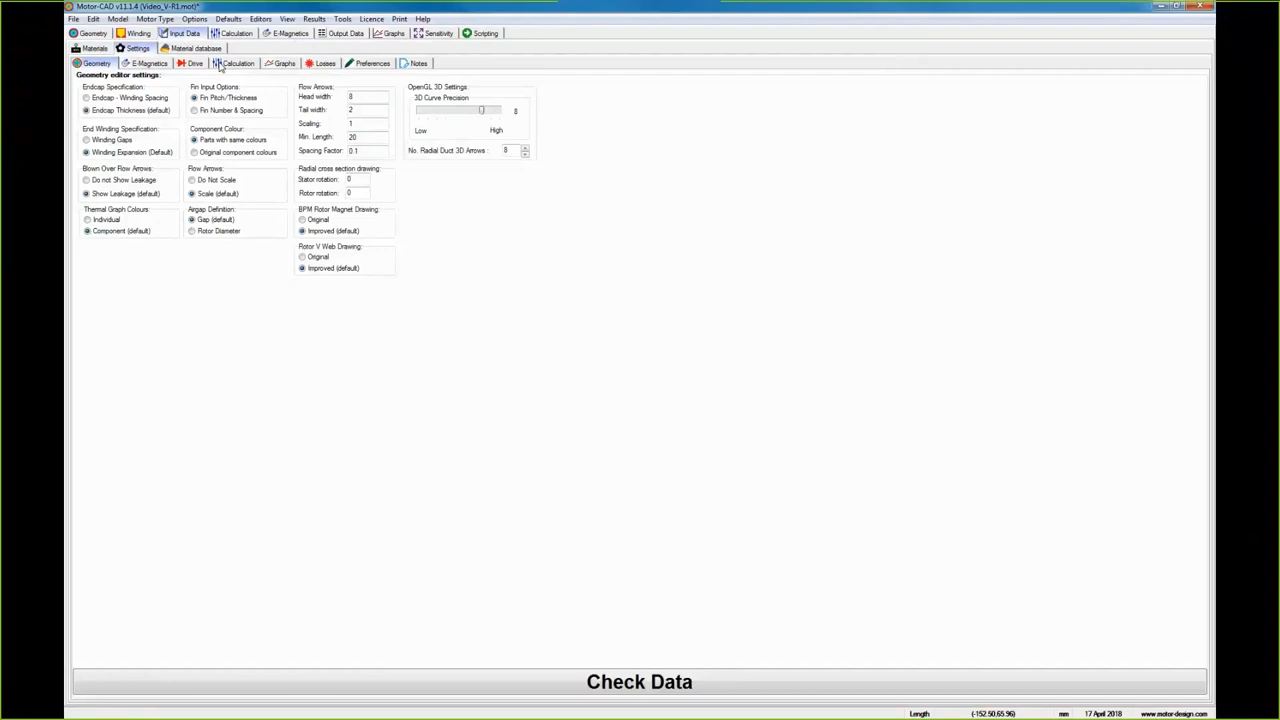 Motor-CAD v11.1.4 (Video_V-R1.mot)*
File Edit Model Motor Type Options Defaults Editors View Results Tools Licence Print Help
Geometry Winding Input Data Calculation E-Magnetics Output Data Graphs Sensitivity Scripting
Materials Settings Material database
Geometry E-Magnetics Drive Calculation Graphs Losses Preferences Notes
Geometry editor settings:
Endcap Specification:
Endcap - Winding Spacing
Endcap Thickness (default)
End Winding Specification:
Winding Gaps
Winding Expansion (Default)
Blown Over Flow Arrows:
Do not Show Leakage
Show Leakage (default)
Thermal Graph Colours:
Individual
Component (default)
Fin Input Options:
Fin Pitch/Thickness
Fin Number & Spacing
Component Colour:
Parts with same colours
Original component colours
Flow Arrows:
Do Not Scale
Scale (default)
Airgap Definition:
Gap (default)
Rotor Diameter
Flow Arrows:
Head width: 8
Tail width: 2
Scaling: 1
Min. Length: 20
Spacing Factor: 0.1
Radial cross section drawing:
Stator rotation: 0
Rotor rotation: 0
BPM Rotor Magnet Drawing:
Original
Improved (default)
Rotor V Web Drawing:
Original
Improved (default)
OpenGL 3D Settings:
3D Curve Precision
8
Low High
No. Radial Duct 3D Arrows : 8
Check Data
Length (-152.50,65.96) mm 17 April 2018 www.motor-design.com